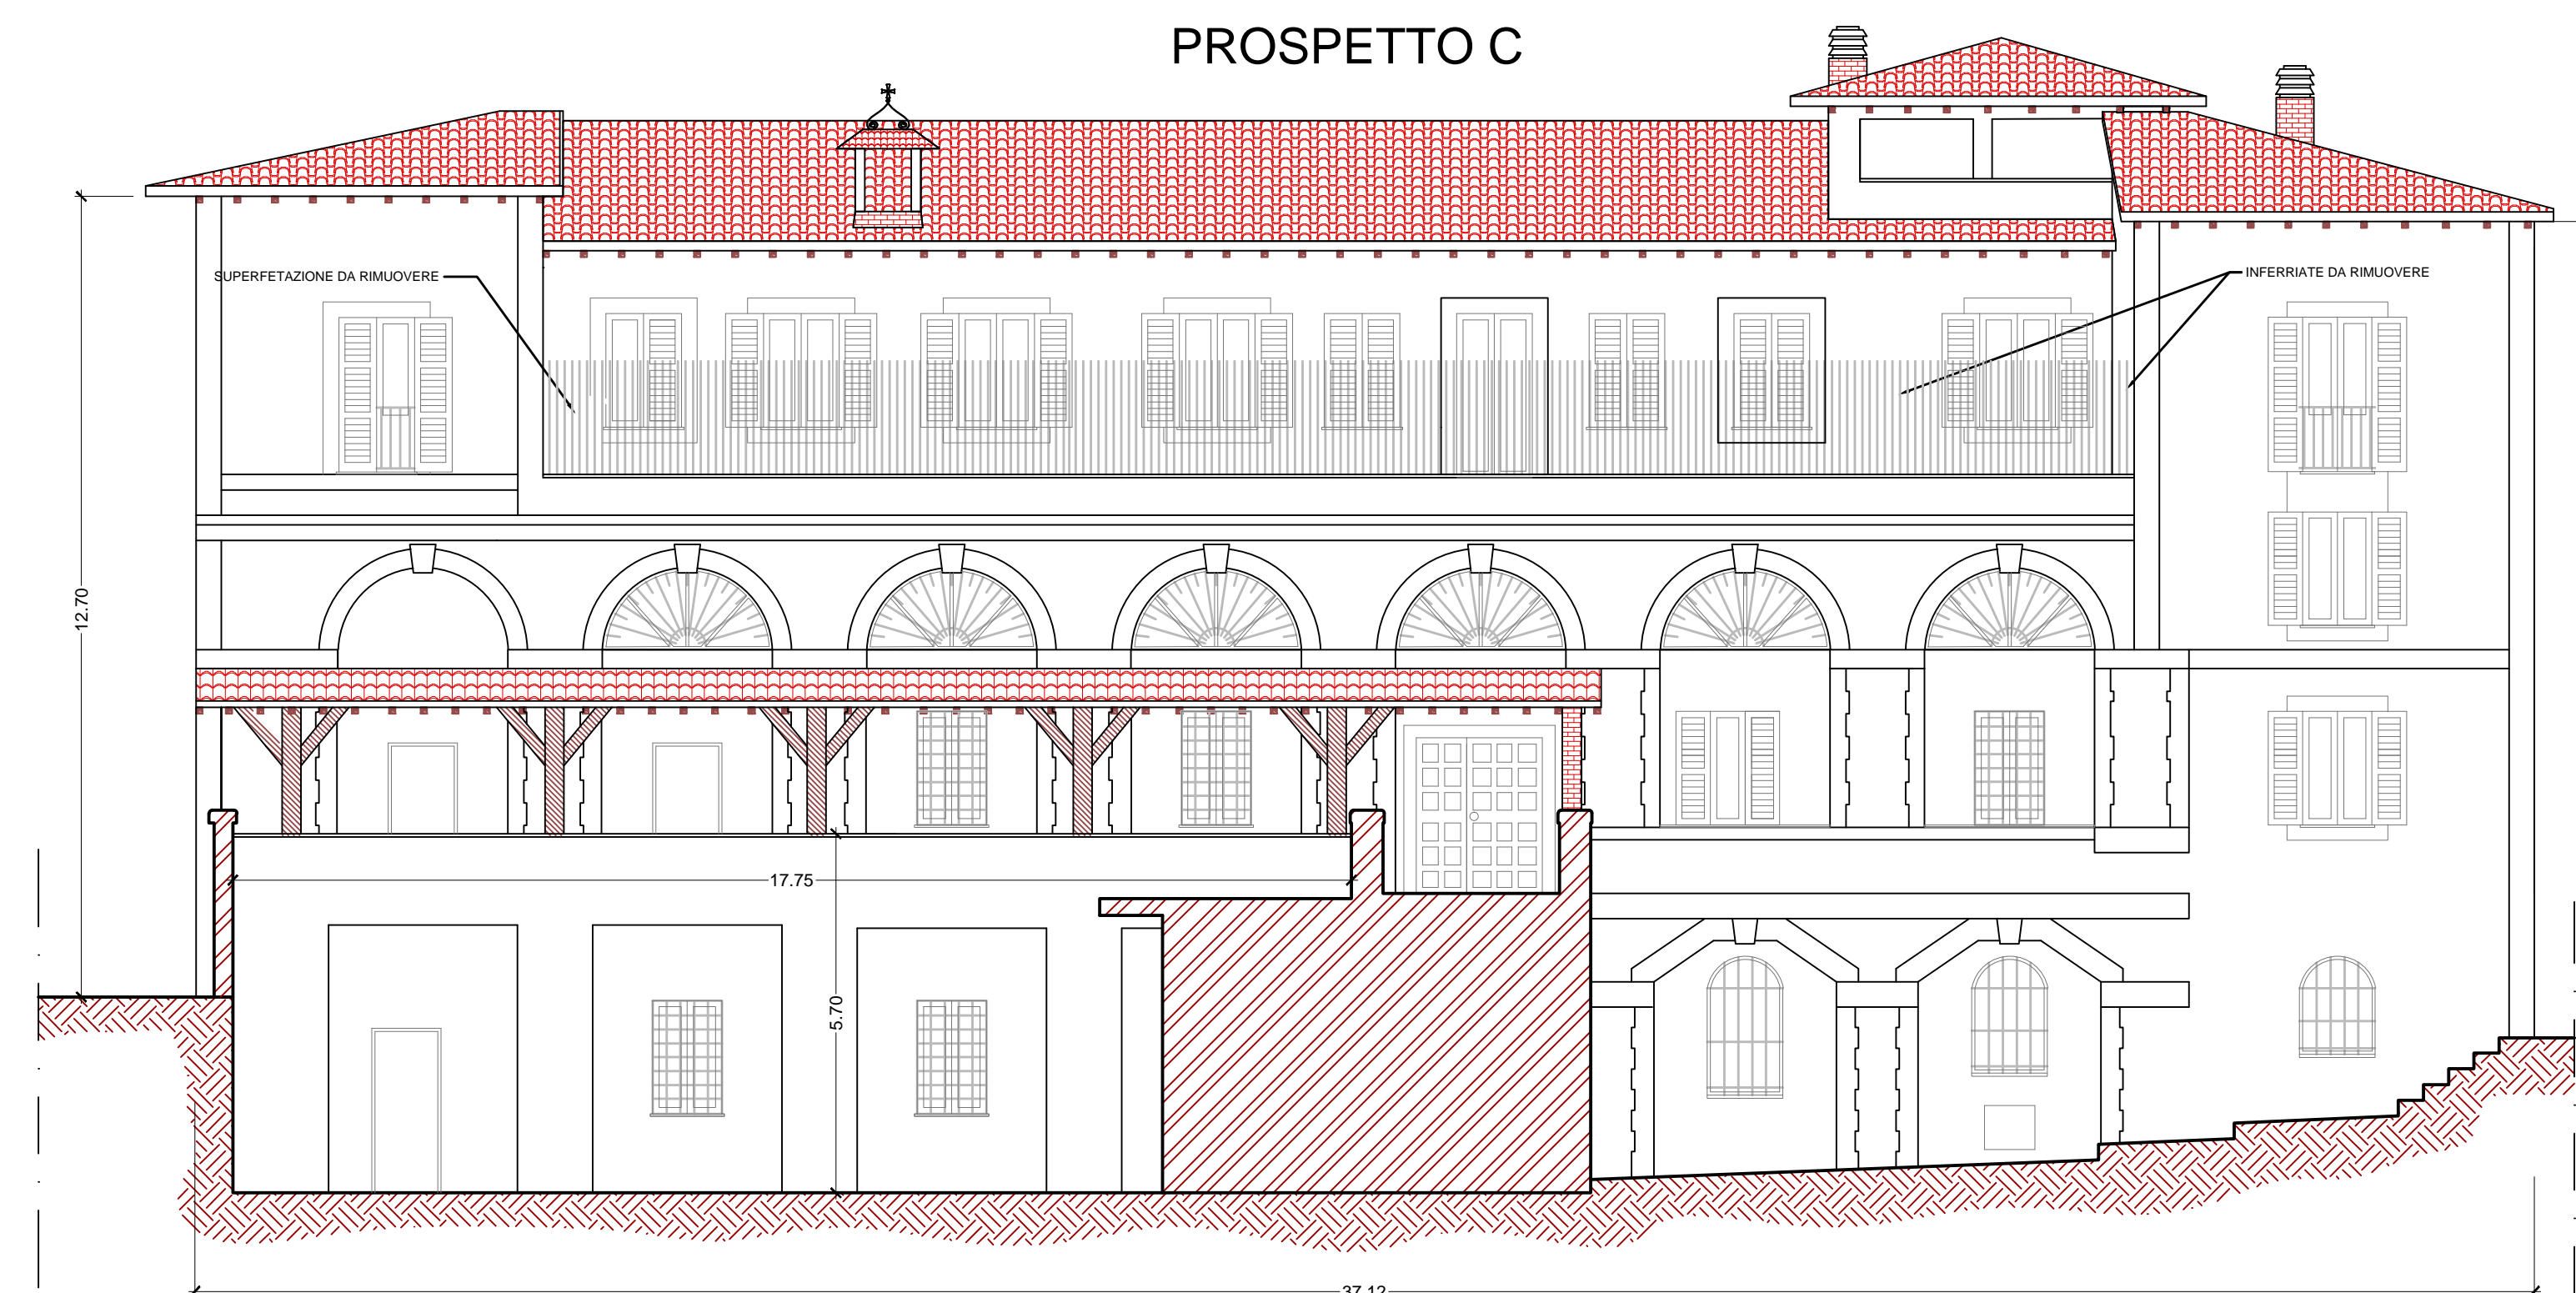 PROSPETTO C
SUPERFETAZIONE DA RIMUOVERE
INFERRIATE DA RIMUOVERE
12.70
17.75
5.70
37.12